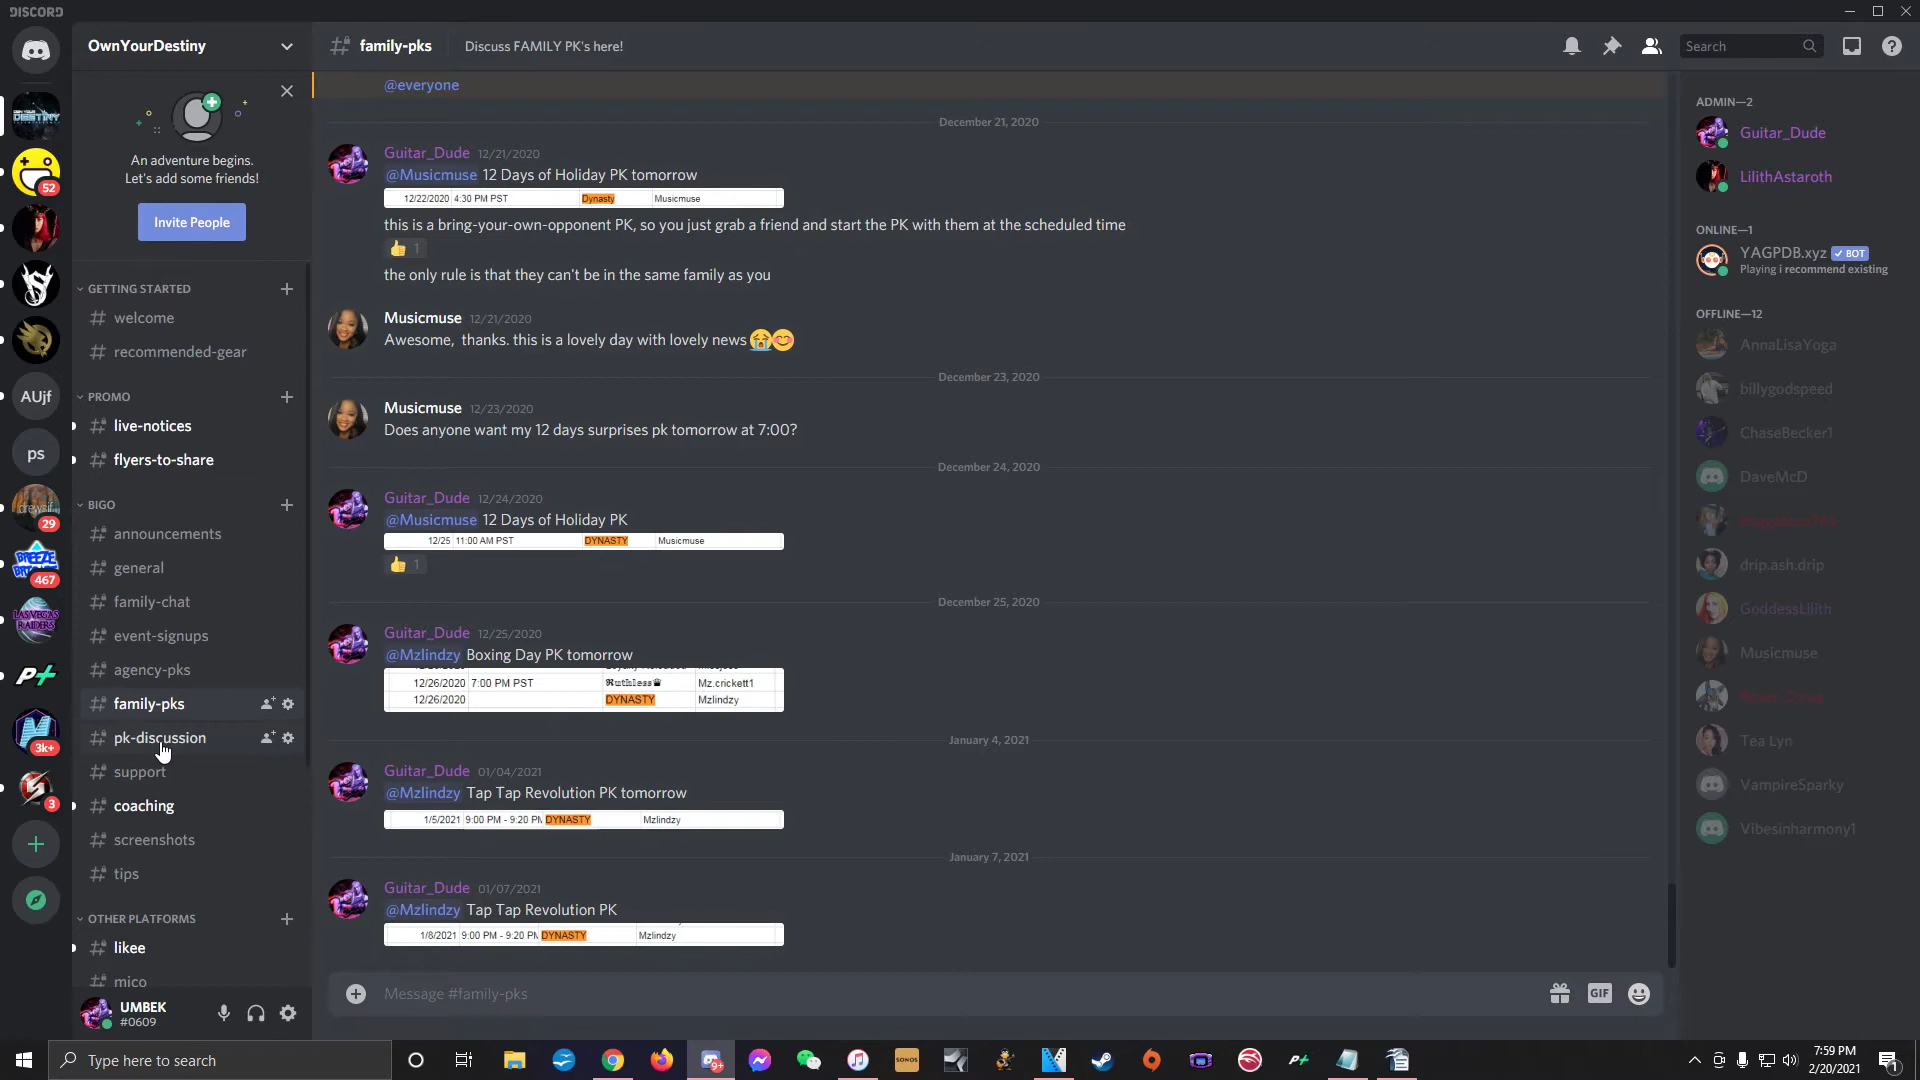 DISCORD
OwnYourDestiny
family-pks
Discuss FAMILY PK's here!
Search
An adventure begins.
Let's add some friends!
Invite People
GETTING STARTED
welcome
recommended-gear
PROMO
live-notices
flyers-to-share
BIGO
announcements
general
family-chat
event-signups
agency-pks
family-pks
pk-discussion
support
coaching
screenshots
tips
OTHER PLATFORMS
likee
mico
UMBEK
#0609
52
AUjf
ps
29
467
LAS VEGAS
RAIDERS
3k+
3
@everyone
December 21, 2020
Guitar_Dude 12/21/2020
@Musicmuse 12 Days of Holiday PK tomorrow
12/22/2020 4:30 PM PST Dynasty Musicmuse
this is a bring-your-own-opponent PK, so you just grab a friend and start the PK with them at the scheduled time
1
the only rule is that they can't be in the same family as you
Musicmuse 12/21/2020
Awesome, thanks. this is a lovely day with lovely news
December 23, 2020
Musicmuse 12/23/2020
Does anyone want my 12 days surprises pk tomorrow at 7:00?
December 24, 2020
Guitar_Dude 12/24/2020
@Musicmuse 12 Days of Holiday PK
12/25 11:00 AM PST DYNASTY Musicmuse
1
December 25, 2020
Guitar_Dude 12/25/2020
@Mzlindzy Boxing Day PK tomorrow
12/26/2020 7:00 PM PST Ruthless Mz.crickett1
12/26/2020 DYNASTY Mzlindzy
January 4, 2021
Guitar_Dude 01/04/2021
@Mzlindzy Tap Tap Revolution PK tomorrow
1/5/2021 9:00 PM - 9:20 PM DYNASTY Mzlindzy
January 7, 2021
Guitar_Dude 01/07/2021
@Mzlindzy Tap Tap Revolution PK
1/8/2021 9:00 PM - 9:20 PM DYNASTY Mzlindzy
Message #family-pks
GIF
ADMIN—2
Guitar_Dude
LilithAstaroth
ONLINE—1
YAGPDB.xyz BOT
Playing i recommend existing
OFFLINE—12
AnnaLisaYoga
billygodspeed
ChaseBecker1
DaveMcD
drip.ash.drip
GoddessLilith
Musicmuse
Tea Lyn
VampireSparky
Vibesinharmony1
Type here to search
9+
SONOS
7:59 PM
2/20/2021
1